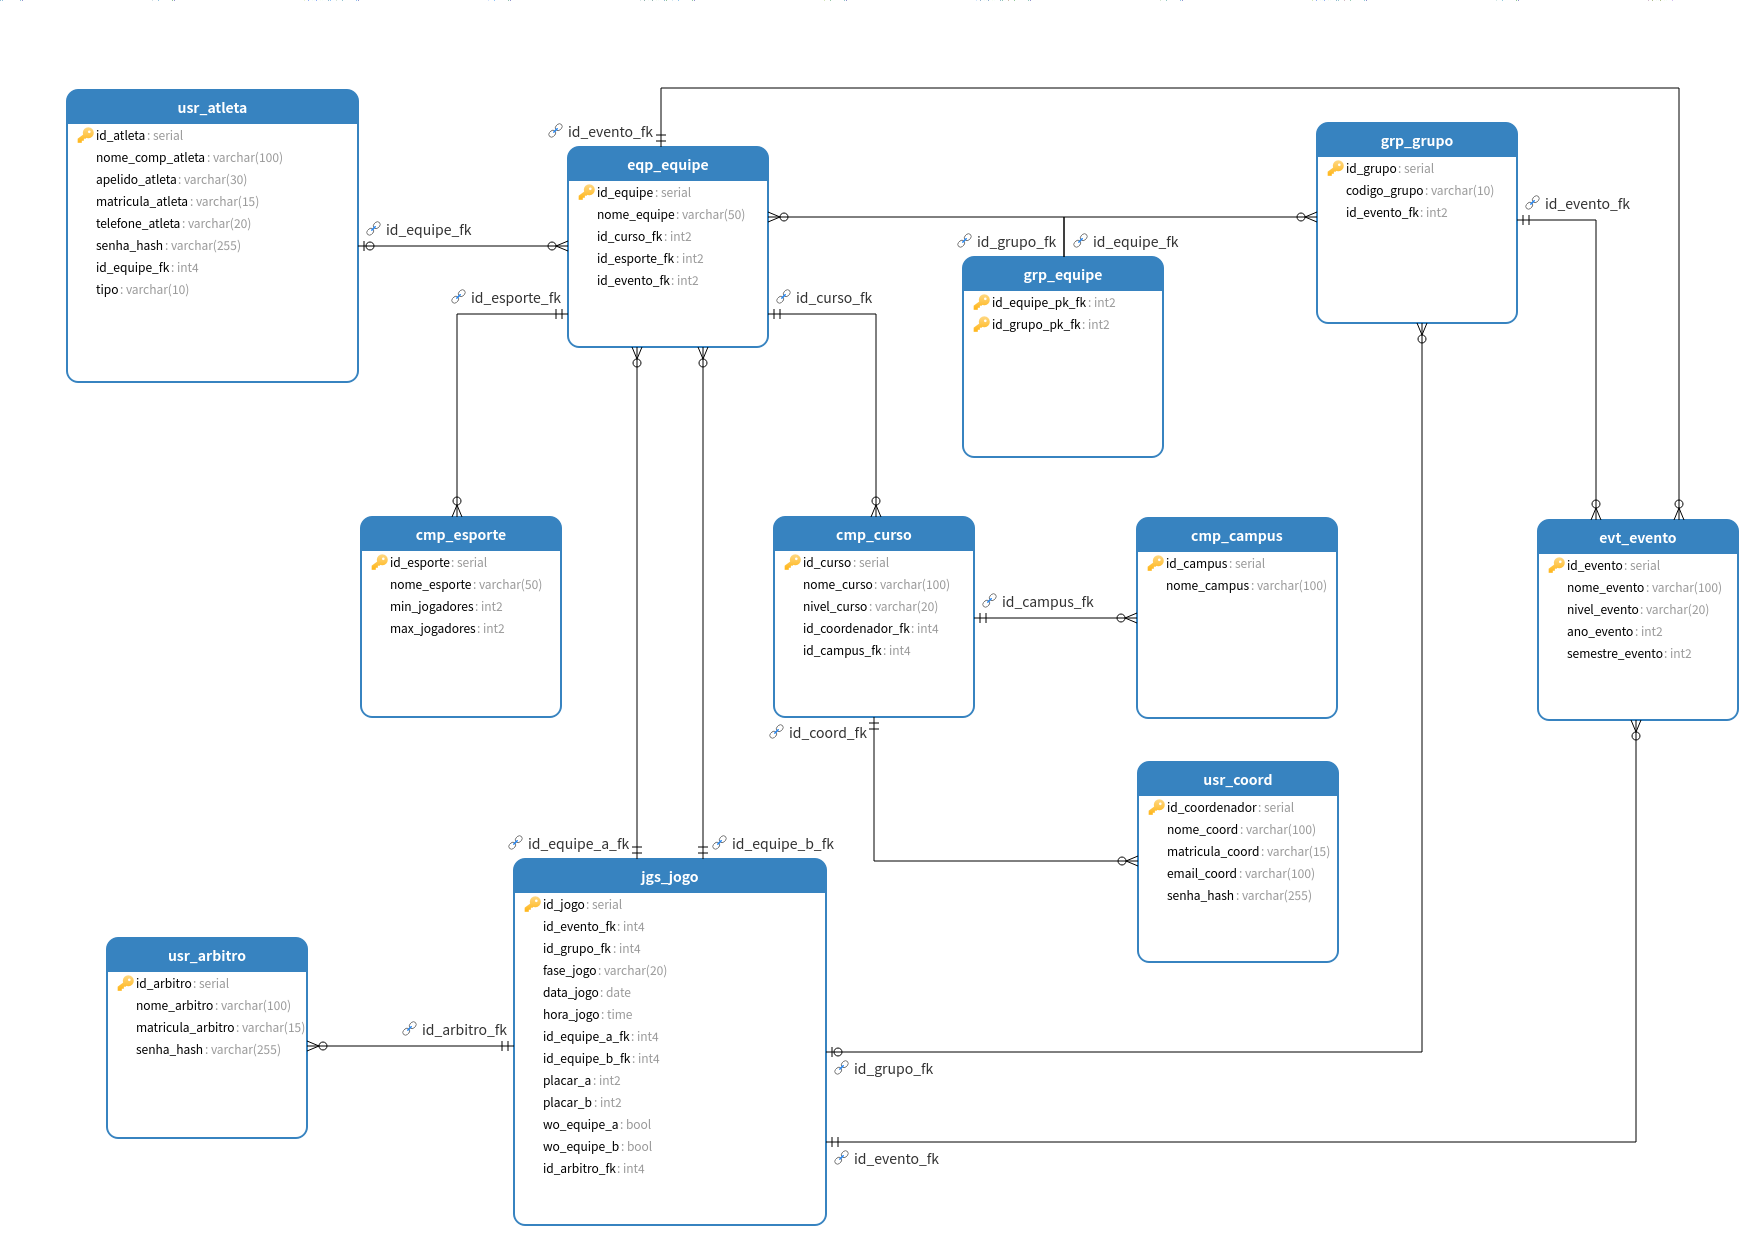 usr_atleta
id_atleta: serial
nome_comp_atleta: varchar(100)
apelido_atleta: varchar(30)
matricula_atleta: varchar(15)
telefone_atleta: varchar(20)
senha_hash: varchar(255)
id_equipe_fk: int4
tipo: varchar(10)
id_equipe_fk
id_evento_fk
eqp_equipe
id_equipe: serial
nome_equipe: varchar(50)
id_curso_fk: int2
id_esporte_fk: int2
id_evento_fk: int2
id_esporte_fk
id_curso_fk
id_grupo_fk
id_equipe_fk
grp_equipe
id_equipe_pk_fk: int2
id_grupo_pk_fk: int2
grp_grupo
id_grupo: serial
codigo_grupo: varchar(10)
id_evento_fk: int2
id_evento_fk
cmp_esporte
id_esporte: serial
nome_esporte: varchar(50)
min_jogadores: int2
max_jogadores: int2
cmp_curso
id_curso: serial
nome_curso: varchar(100)
nivel_curso: varchar(20)
id_coordenador_fk: int4
id_campus_fk: int4
id_campus_fk
cmp_campus
id_campus: serial
nome_campus: varchar(100)
evt_evento
id_evento: serial
nome_evento: varchar(100)
nivel_evento: varchar(20)
ano_evento: int2
semestre_evento: int2
id_coord_fk
usr_coord
id_coordenador: serial
nome_coord: varchar(100)
matricula_coord: varchar(15)
email_coord: varchar(100)
senha_hash: varchar(255)
id_equipe_a_fk
id_equipe_b_fk
jgs_jogo
id_jogo: serial
id_evento_fk: int4
id_grupo_fk: int4
fase_jogo: varchar(20)
data_jogo: date
hora_jogo: time
id_equipe_a_fk: int4
id_equipe_b_fk: int4
placar_a: int2
placar_b: int2
wo_equipe_a: bool
wo_equipe_b: bool
id_arbitro_fk: int4
usr_arbitro
id_arbitro: serial
nome_arbitro: varchar(100)
matricula_arbitro: varchar(15)
senha_hash: varchar(255)
id_arbitro_fk
id_grupo_fk
id_evento_fk